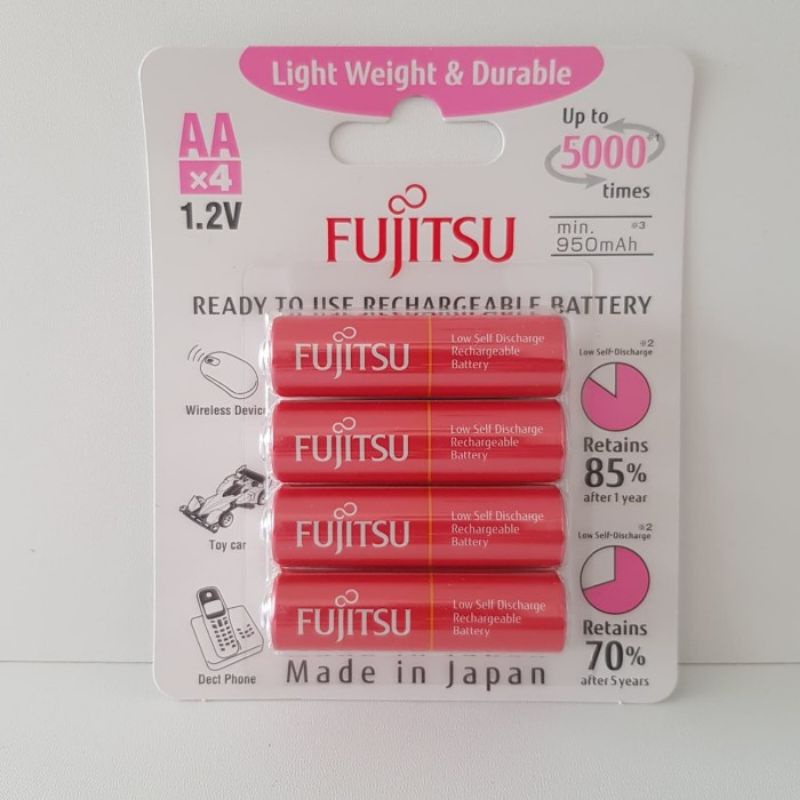 Light Weight & Durable
AA
x4
1.2V
Up to
5000※1
times
min. ※3
950mAh
FUJITSU
READY TO USE RECHARGEABLE BATTERY
FUJITSU
Low Self Discharge
Rechargeable
Battery
FUJITSU
Low Self Discharge
Rechargeable
Battery
FUJITSU
Low Self Discharge
Rechargeable
Battery
FUJITSU
Low Self Discharge
Rechargeable
Battery
Wireless Device
Toy car
Dect Phone
※2
Low Self-Discharge
Retains
85%
after 1 year
※2
Low Self-Discharge
Retains
70%
after 5 years
Made in Japan